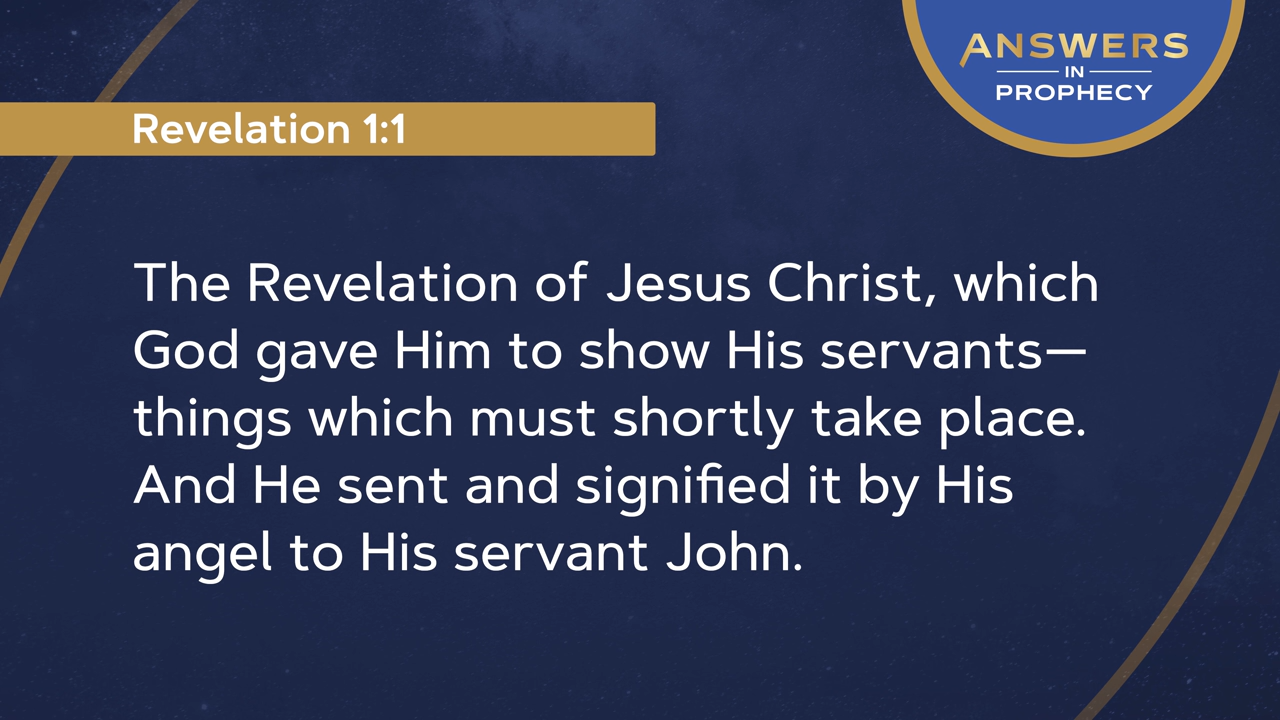 ANSWERS
IN
PROPHECY
Revelation 1:1
The Revelation of Jesus Christ, which
God gave Him to show His servants—
things which must shortly take place.
And He sent and signified it by His
angel to His servant John.